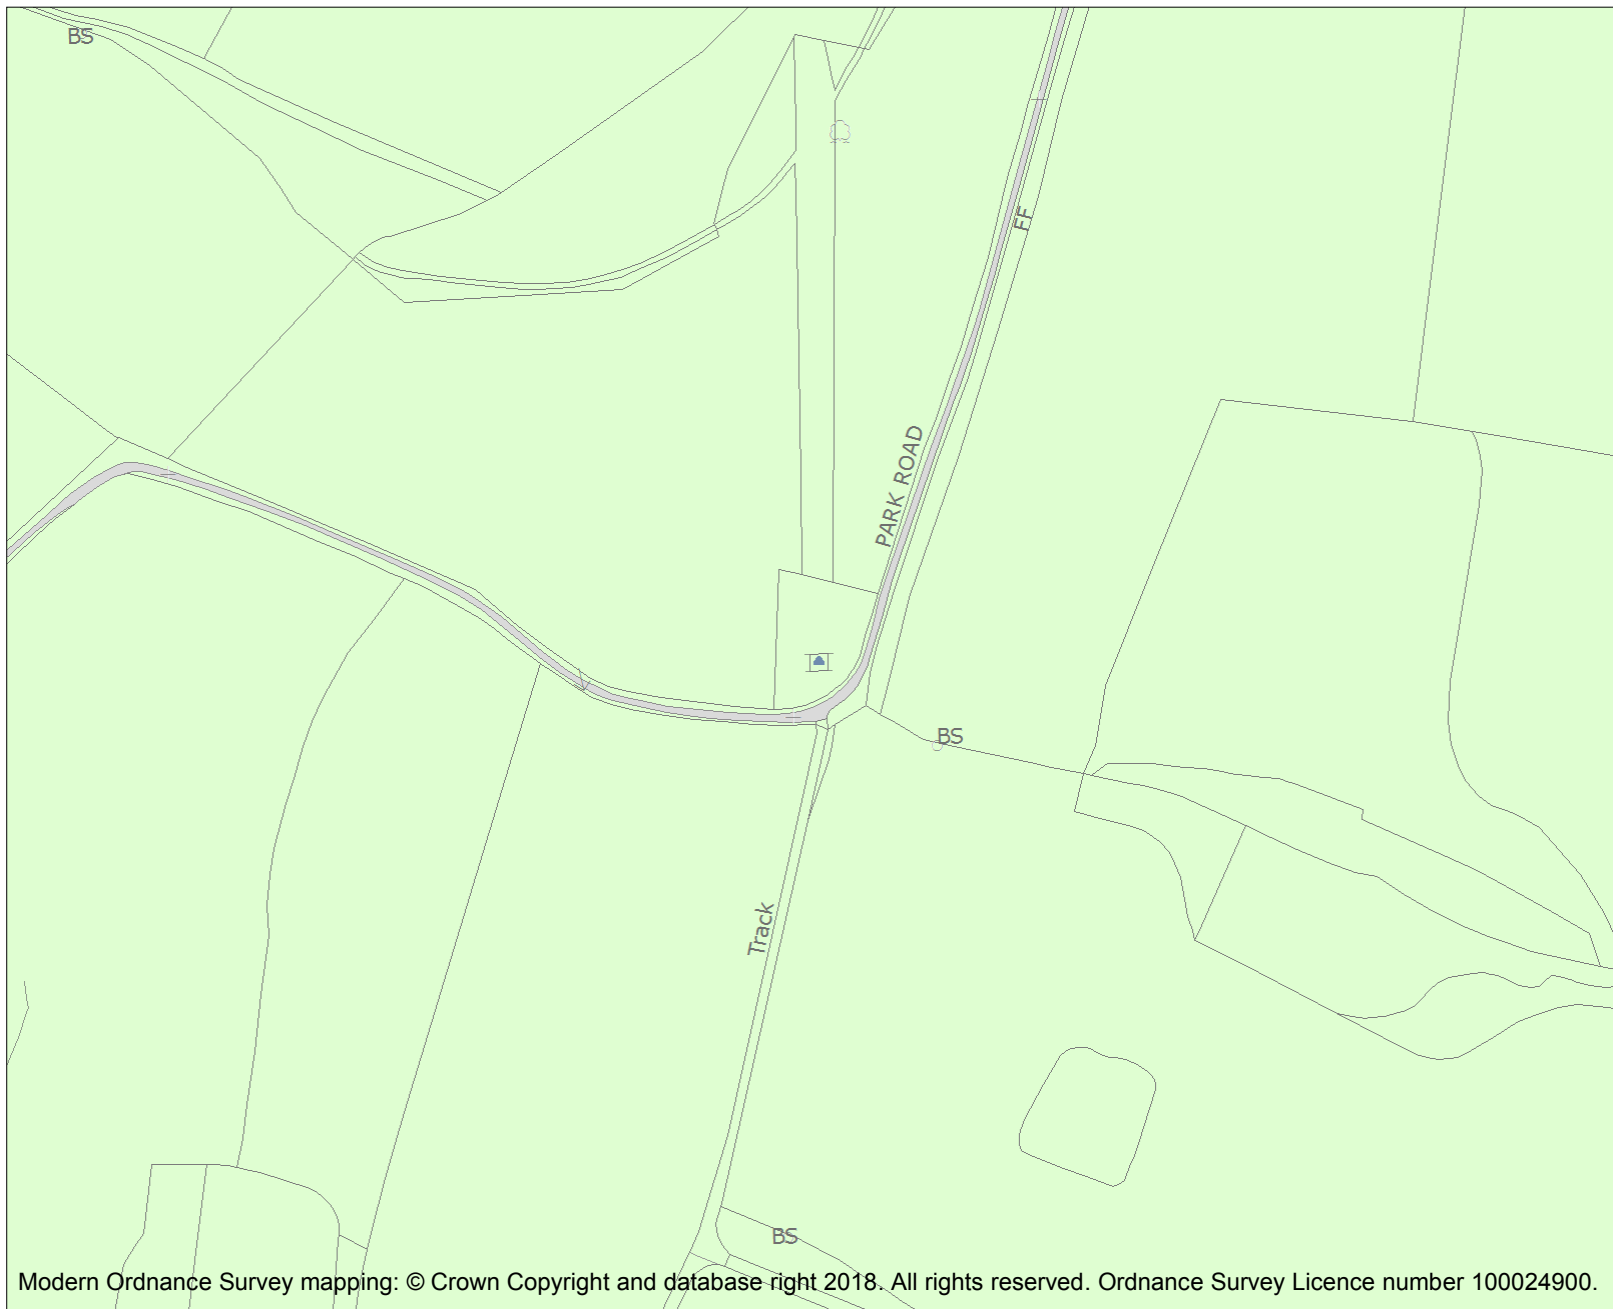 BS
FF
PARK ROAD
BS
Track
BS
Modern Ordnance Survey mapping: © Crown Copyright and database right 2018. All rights reserved. Ordnance Survey Licence number 100024900.